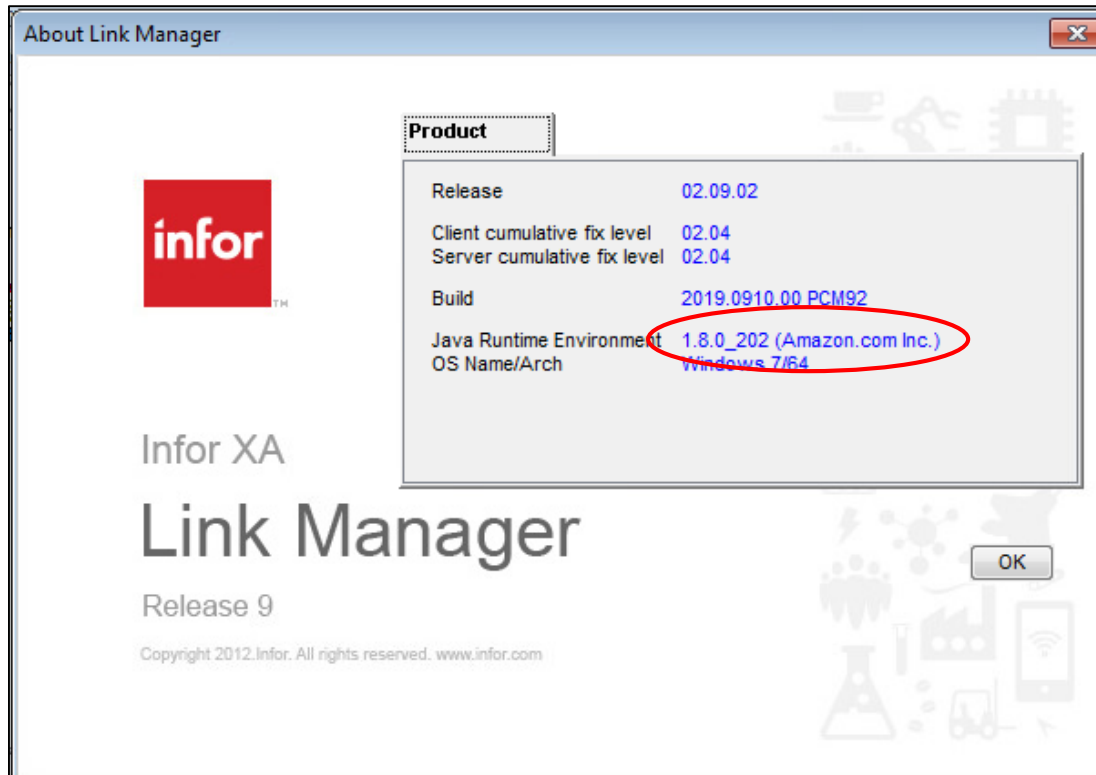 About Link Manager
Product
Release 02.09.02
Client cumulative fix level 02.04
Server cumulative fix level 02.04
Build 2019.0910.00 PCM92
Java Runtime Environment 1.8.0_202 (Amazon.com Inc.)
OS Name/Arch Windows 7/64
infor
TM
Infor XA
Link Manager
Release 9
Copyright 2012.Infor. All rights reserved. www.infor.com
OK